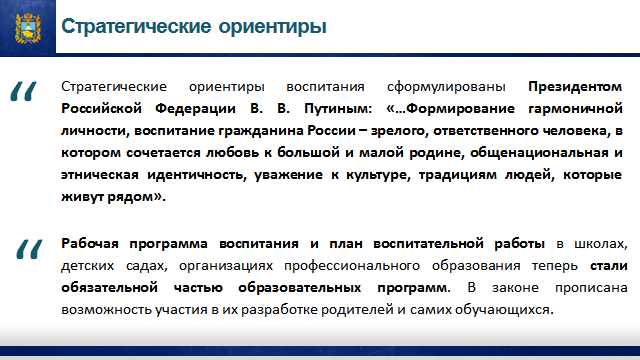 Стратегические ориентиры
Стратегические ориентиры воспитания сформулированы Президентом
Российской Федерации В. В. Путиным: «…Формирование гармоничной
личности, воспитание гражданина России – зрелого, ответственного человека, в
котором сочетается любовь к большой и малой родине, общенациональная и
этническая идентичность, уважение к культуре, традициям людей, которые
живут рядом».
Рабочая программа воспитания и план воспитательной работы в школах,
детских садах, организациях профессионального образования теперь стали
обязательной частью образовательных программ. В законе прописана
возможность участия в их разработке родителей и самих обучающихся.